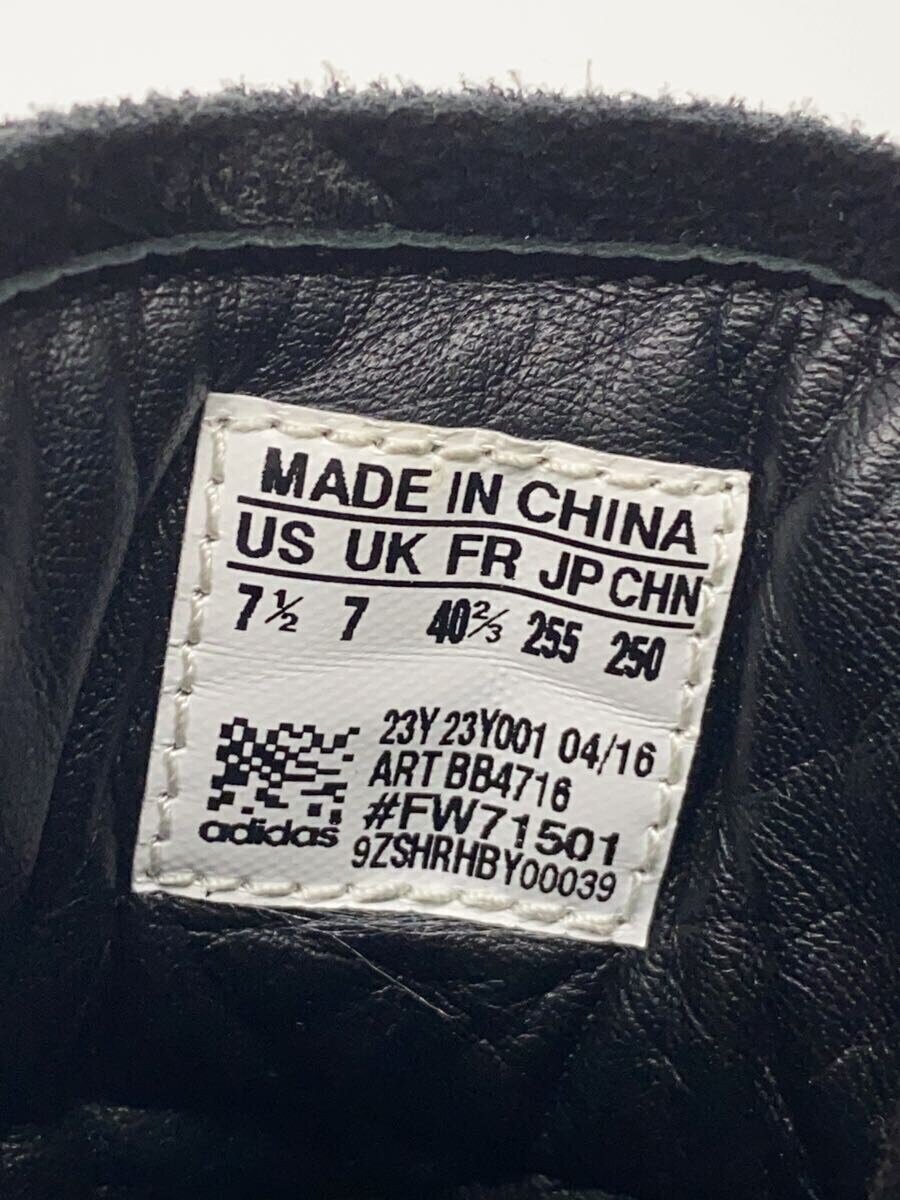 MADE IN CHINA
US UK FR JP CHN
7½ 7 40⅔ 255 250
23Y 23Y001 04/16
ART BB4716
#FW71501
adidas 9ZSHRHBY00039